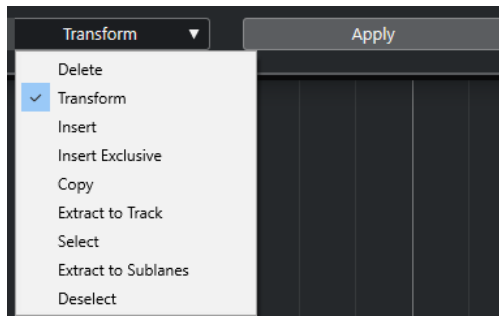 Transform ▼ Apply
Delete
✓ Transform
Insert
Insert Exclusive
Copy
Extract to Track
Select
Extract to Sublanes
Deselect